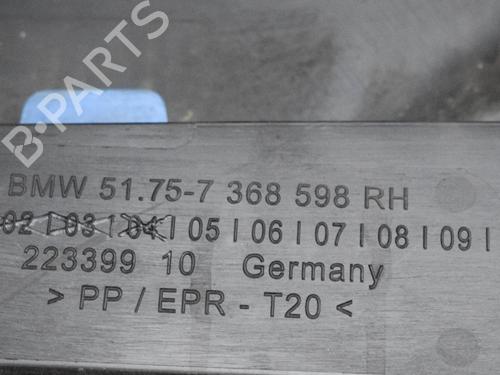 B-PARTS
BMW 51.75-7 368 598 RH
02 I 03 I 04 I 05 I 06 I 07 I 08 I 09 I
223399 10 Germany
> PP / EPR - T20 <